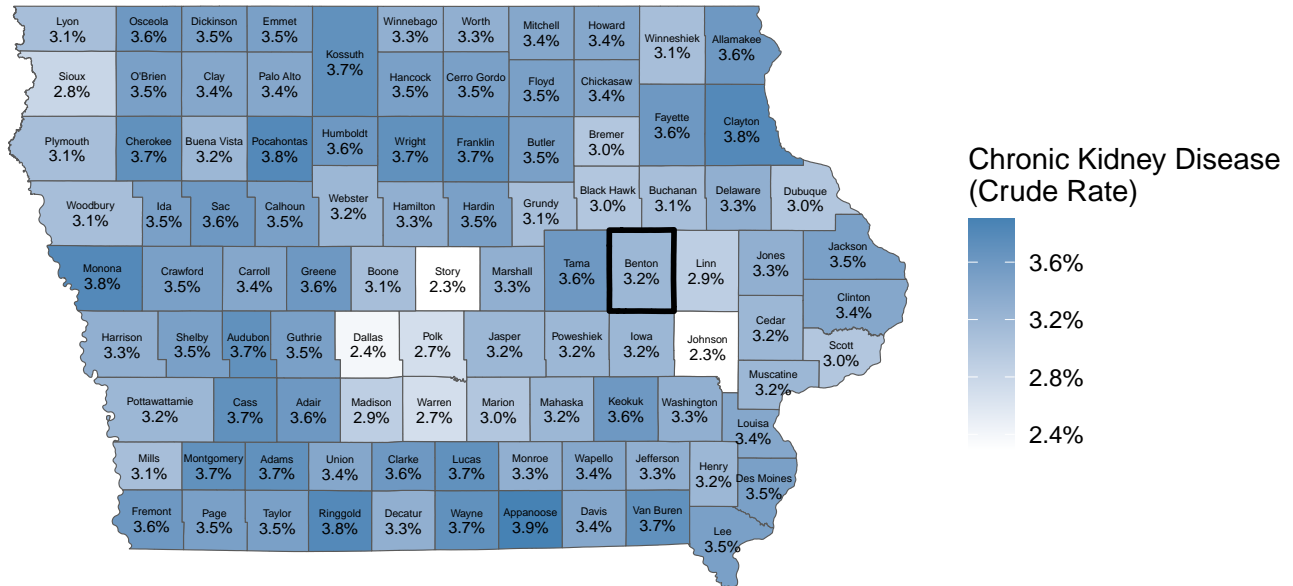 Lyon
3.1%
Osceola
3.6%
Dickinson
3.5%
Emmet
3.5%
Kossuth
3.7%
Winnebago
3.3%
Worth
3.3%
Mitchell
3.4%
Howard
3.4%
Winneshiek
3.1%
Allamakee
3.6%
Sioux
2.8%
O'Brien
3.5%
Clay
3.4%
Palo Alto
3.4%
Hancock
3.5%
Cerro Gordo
3.5%
Floyd
3.5%
Chickasaw
3.4%
Fayette
3.6%
Clayton
3.8%
Plymouth
3.1%
Cherokee
3.7%
Buena Vista
3.2%
Pocahontas
3.8%
Humboldt
3.6%
Wright
3.7%
Franklin
3.7%
Butler
3.5%
Bremer
3.0%
Woodbury
3.1%
Ida
3.5%
Sac
3.6%
Calhoun
3.5%
Webster
3.2%
Hamilton
3.3%
Hardin
3.5%
Grundy
3.1%
Black Hawk
3.0%
Buchanan
3.1%
Delaware
3.3%
Dubuque
3.0%
Monona
3.8%
Crawford
3.5%
Carroll
3.4%
Greene
3.6%
Boone
3.1%
Story
2.3%
Marshall
3.3%
Tama
3.6%
Benton
3.2%
Linn
2.9%
Jones
3.3%
Jackson
3.5%
Clinton
3.4%
Harrison
3.3%
Shelby
3.5%
Audubon
3.7%
Guthrie
3.5%
Dallas
2.4%
Polk
2.7%
Jasper
3.2%
Poweshiek
3.2%
Iowa
3.2%
Johnson
2.3%
Cedar
3.2%
Scott
3.0%
Muscatine
3.2%
Pottawattamie
3.2%
Cass
3.7%
Adair
3.6%
Madison
2.9%
Warren
2.7%
Marion
3.0%
Mahaska
3.2%
Keokuk
3.6%
Washington
3.3%
Louisa
3.4%
Mills
3.1%
Montgomery
3.7%
Adams
3.7%
Union
3.4%
Clarke
3.6%
Lucas
3.7%
Monroe
3.3%
Wapello
3.4%
Jefferson
3.3%
Henry
3.2%
Des Moines
3.5%
Fremont
3.6%
Page
3.5%
Taylor
3.5%
Ringgold
3.8%
Decatur
3.3%
Wayne
3.7%
Appanoose
3.9%
Davis
3.4%
Van Buren
3.7%
Lee
3.5%
Chronic Kidney Disease
(Crude Rate)
3.6%
3.2%
2.8%
2.4%